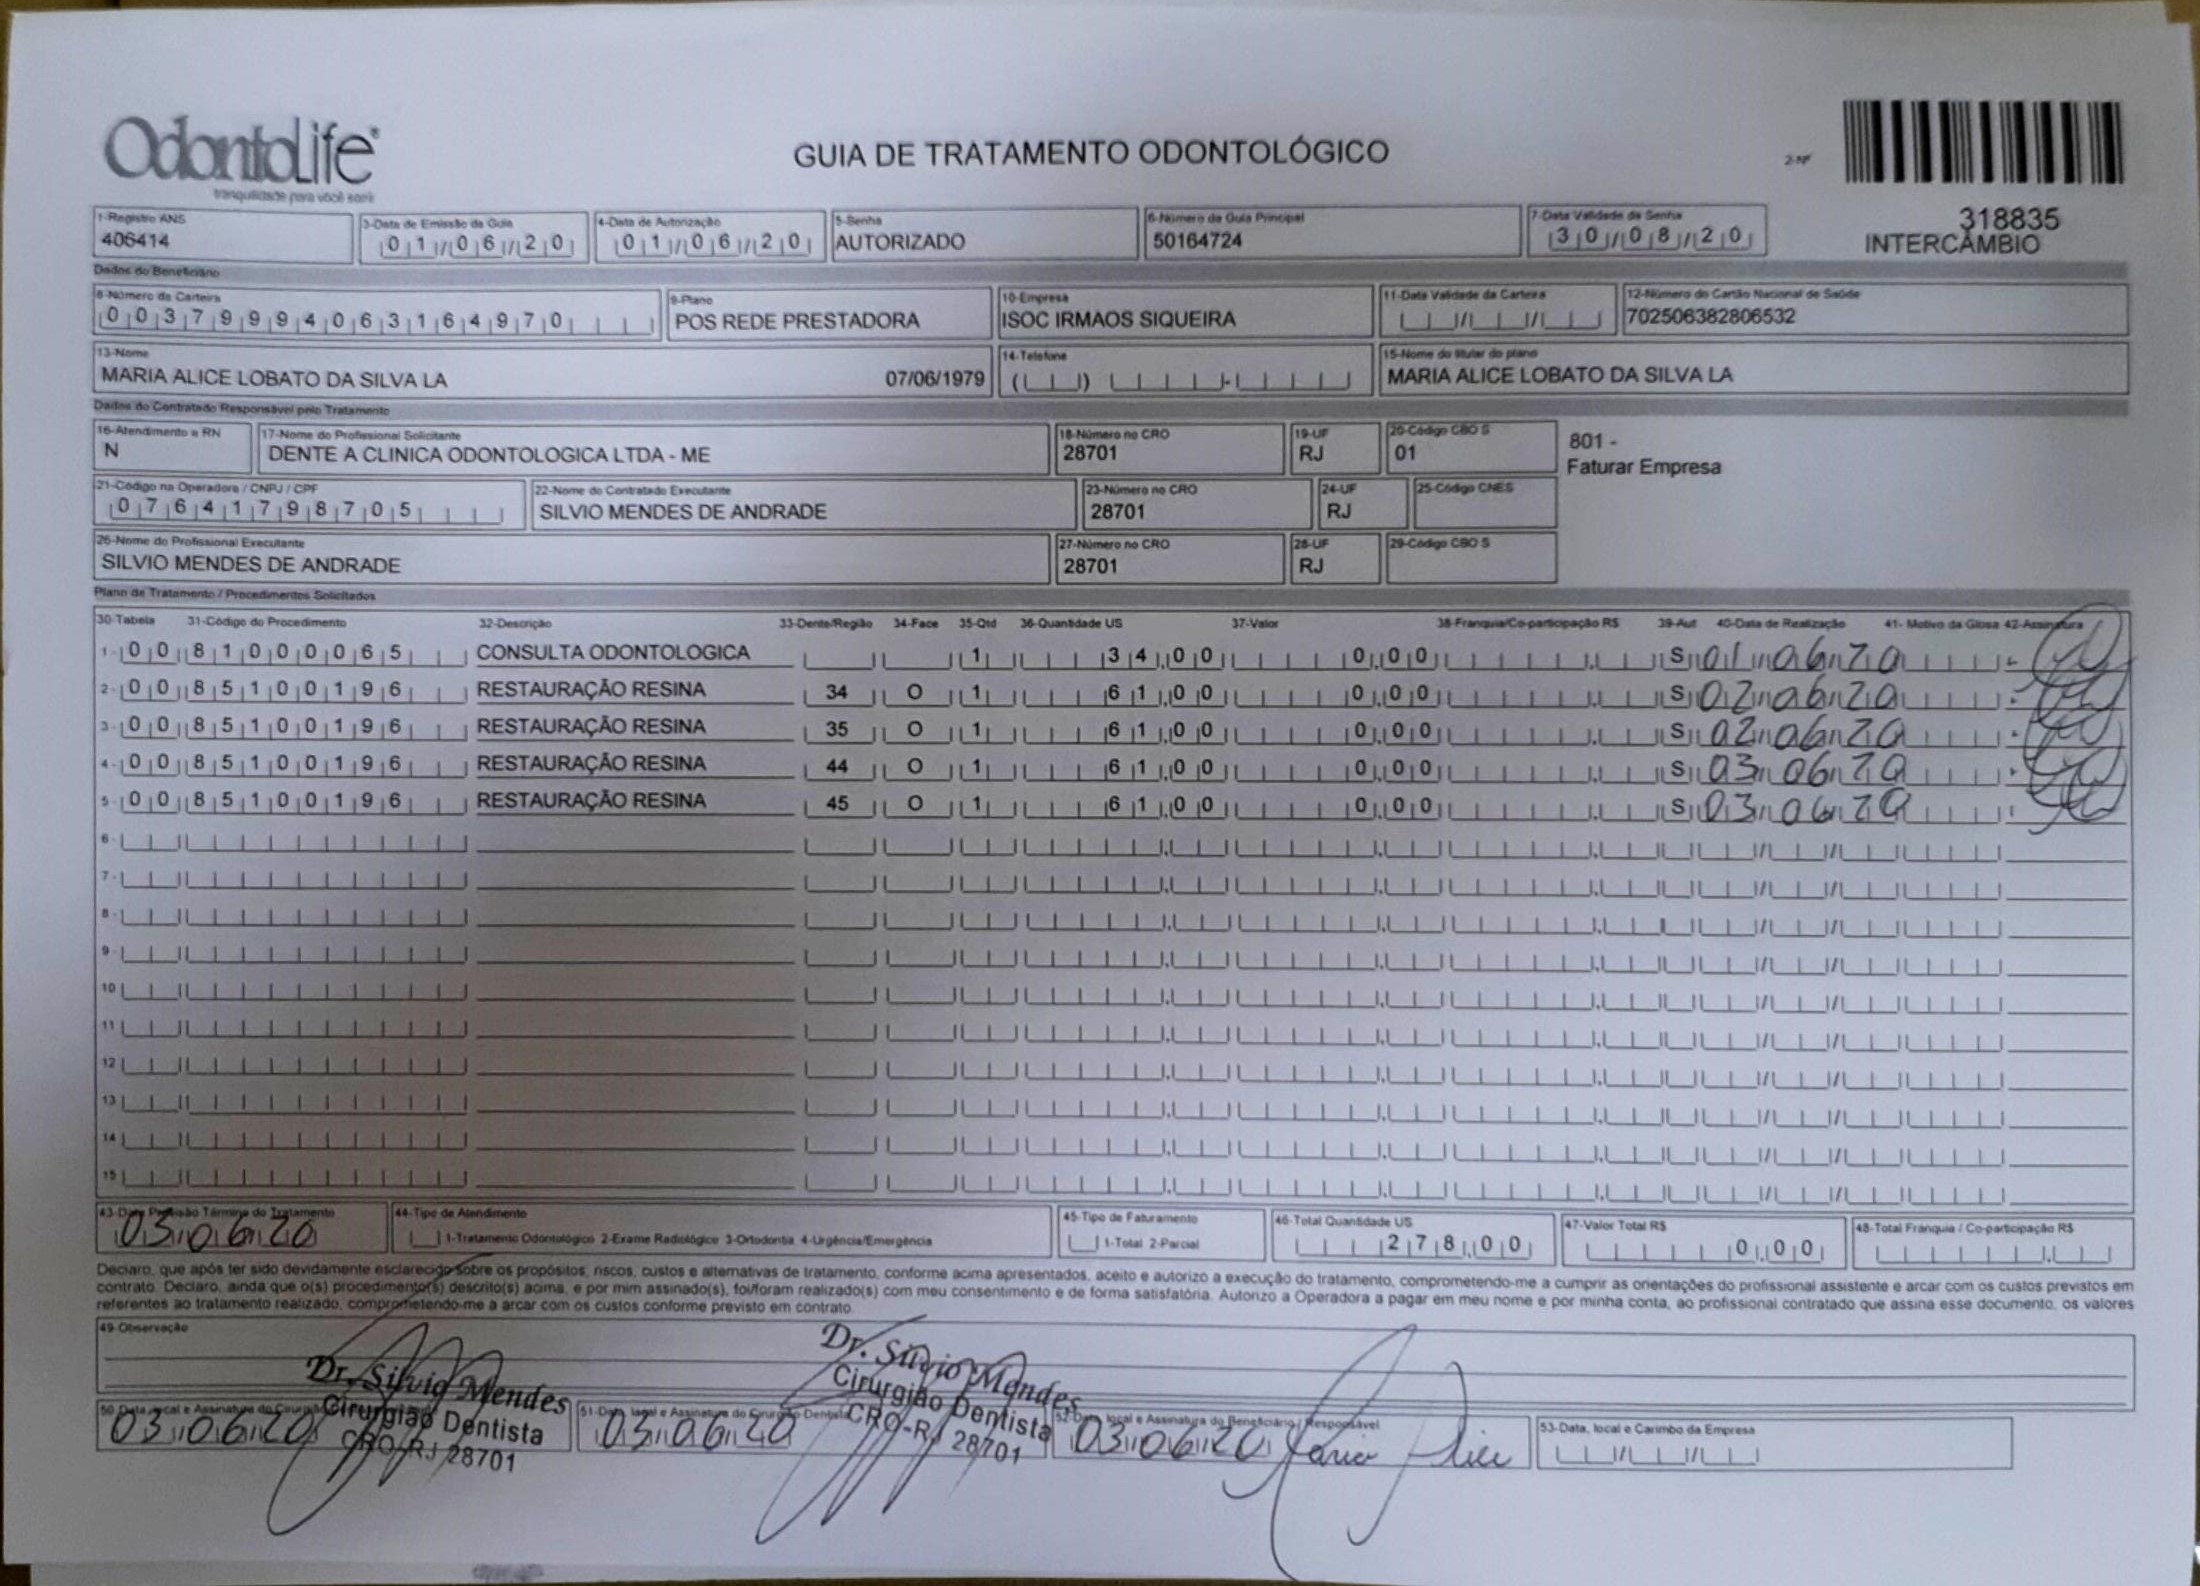 OdontoLife®
tranquilidade para você sorrir
GUIA DE TRATAMENTO ODONTOLÓGICO
2-Nº
318835
INTERCÂMBIO
1-Registro ANS
406414
3-Data de Emissão da Guia
01/06/20
4-Data de Autorização
01/06/20
5-Senha
AUTORIZADO
6-Número da Guia Principal
50164724
7-Data Validade da Senha
30/08/20
Dados do Beneficiário
8-Número da Carteira
00379994063164970
9-Plano
POS REDE PRESTADORA
10-Empresa
ISOC IRMAOS SIQUEIRA
11-Data Validade da Carteira
12-Número do Cartão Nacional de Saúde
702506382806532
13-Nome
MARIA ALICE LOBATO DA SILVA LA 07/06/1979
14-Telefone
15-Nome do titular do plano
MARIA ALICE LOBATO DA SILVA LA
Dados do Contratado Responsável pelo Tratamento
16-Atendimento a RN
N
17-Nome do Profissional Solicitante
DENTE A CLINICA ODONTOLOGICA LTDA - ME
18-Número no CRO
28701
19-UF
RJ
20-Código CBO S
01
801 -
Faturar Empresa
21-Código na Operadora / CNPJ / CPF
07641798705
22-Nome do Contratado Executante
SILVIO MENDES DE ANDRADE
23-Número no CRO
28701
24-UF
RJ
25-Código CNES
26-Nome do Profissional Executante
SILVIO MENDES DE ANDRADE
27-Número no CRO
28701
28-UF
RJ
29-Código CBO S
Plano de Tratamento / Procedimentos Solicitados
30-Tabela 31-Código do Procedimento 32-Descrição 33-Dente/Região 34-Face 35-Qtd 36-Quantidade US 37-Valor 38-Franquia/Co-participação R$ 39-Aut 40-Data de Realização 41- Motivo da Glosa 42-Assinatura
1- 00 81000065 CONSULTA ODONTOLOGICA 1 34,00 0,00 S 01 06 20
2- 00 85100196 RESTAURAÇÃO RESINA 34 O 1 61,00 0,00 S 02 06 20
3- 00 85100196 RESTAURAÇÃO RESINA 35 O 1 61,00 0,00 S 02 06 20
4- 00 85100196 RESTAURAÇÃO RESINA 44 O 1 61,00 0,00 S 03 06 20
5- 00 85100196 RESTAURAÇÃO RESINA 45 O 1 61,00 0,00 S 03 06 20
6-
7-
8-
9-
10
11
12
13
14
15
43-Data Previsão Término do Tratamento
03 06 20
44-Tipo de Atendimento
1-Tratamento Odontológico 2-Exame Radiológico 3-Ortodontia 4-Urgência/Emergência
45-Tipo de Faturamento
1-Total 2-Parcial
46-Total Quantidade US
278,00
47-Valor Total R$
0,00
48-Total Franquia / Co-participação R$
Declaro, que após ter sido devidamente esclarecido sobre os propósitos, riscos, custos e alternativas de tratamento, conforme acima apresentados, aceito e autorizo a execução do tratamento, comprometendo-me a cumprir as orientações do profissional assistente e arcar com os custos previstos em
contrato. Declaro, ainda que o(s) procedimento(s) descrito(s) acima, e por mim assinado(s), foi/foram realizado(s) com meu consentimento e de forma satisfatória. Autorizo a Operadora a pagar em meu nome e por minha conta, ao profissional contratado que assina esse documento, os valores
referentes ao tratamento realizado, comprometendo-me a arcar com os custos conforme previsto em contrato.
49-Observação
Dr. Silvio Mendes
Cirurgião Dentista
CRO-RJ 28701
Dr. Silvio Mendes
Cirurgião Dentista
CRO-RJ 28701
50-Data, local e Assinatura do
03 06 20
51-Data, local e Assinatura do Cirurgião Dentista
03 06 20
52-Data, local e Assinatura do Beneficiário / Responsável
03 06 20 Maria Alice
53-Data, local e Carimbo da Empresa